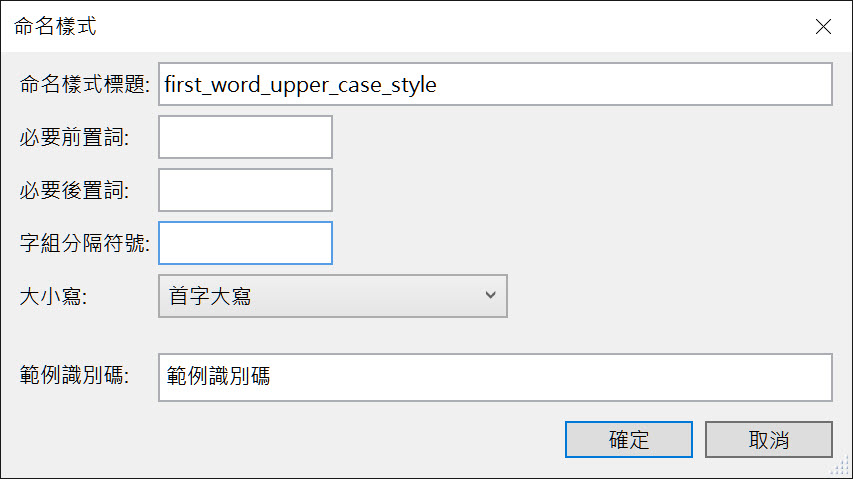 命名樣式
命名樣式標題: first_word_upper_case_style
必要前置詞:
必要後置詞:
字組分隔符號:
大小寫: 首字大寫
範例識別碼: 範例識別碼
確定 取消